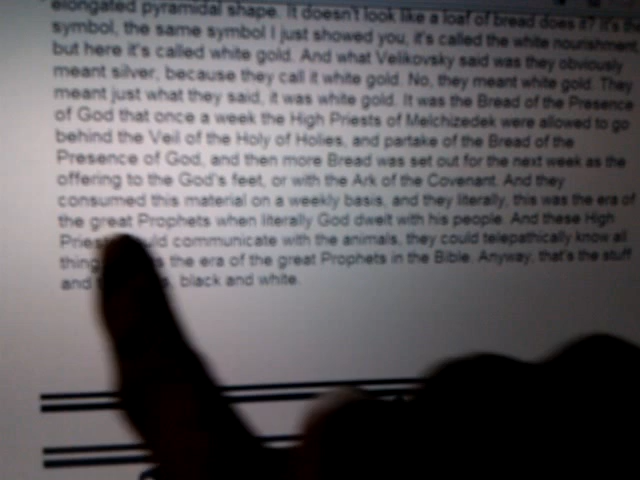 elongated pyramidal shape. It doesn't look like a loaf of bread does it? It's the
symbol, the same symbol I just showed you, it's called the white nourishment
but here it's called white gold. And what Velikovsky said was they obviously
meant silver, because they call it white gold. No, they meant white gold. They
meant just what they said, it was white gold. It was the Bread of the Presence
of God that once a week the High Priests of Melchizedek were allowed to go
behind the Veil of the Holy of Holies, and partake of the Bread of the
Presence of God, and then more Bread was set out for the next week as the
offering to the God's feet, or with the Ark of the Covenant. And they
consumed this material on a weekly basis, and they literally, this was the era of
the great Prophets when literally God dwelt with his people. And these High
communicate with the animals, they could telepathically know all
the era of the great Prophets in the Bible. Anyway, that's the stuff
and black and white.